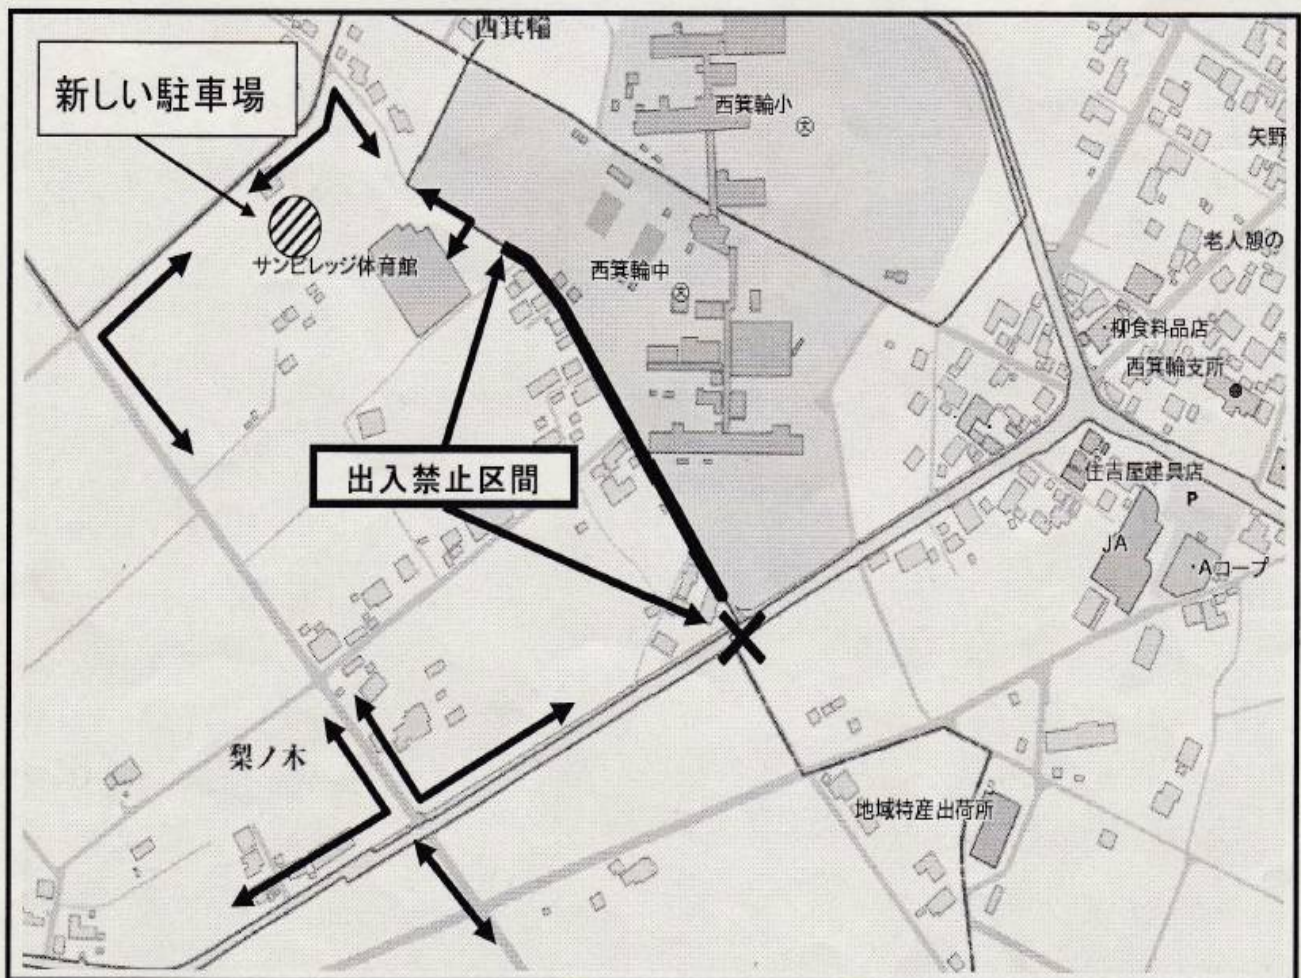 西箕輪
新しい駐車場
西箕輪小
文
矢野
老人憩の
サンビレッジ体育館
西箕輪中
文
・柳食料品店
西箕輪支所
出入禁止区間
住吉屋建具店
P
JA
・Aコープ
梨ノ木
地域特産出荷所